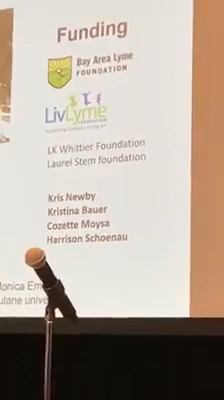 Funding
Bay Area Lyme
FOUNDATION
LivLyme
FOUNDATION
LK Whittier Foundation
Laurel Stem foundation
Kris Newby
Kristina Bauer
Cozette Moysa
Harrison Schoenau